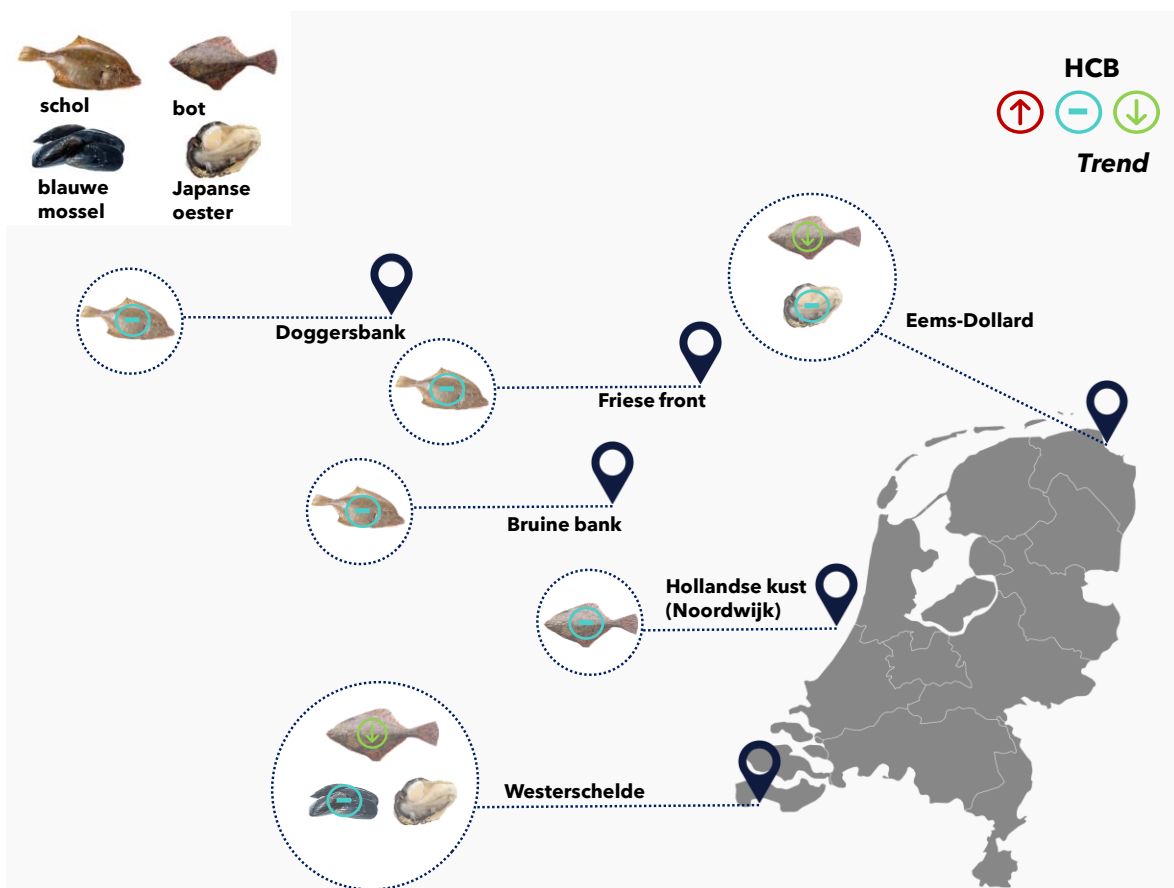 schol
bot
blauwe
mossel
Japanse
oester
HCB
Trend
Eems-Dollard
Doggersbank
Friese front
Bruine bank
Hollandse kust
(Noordwijk)
Westerschelde